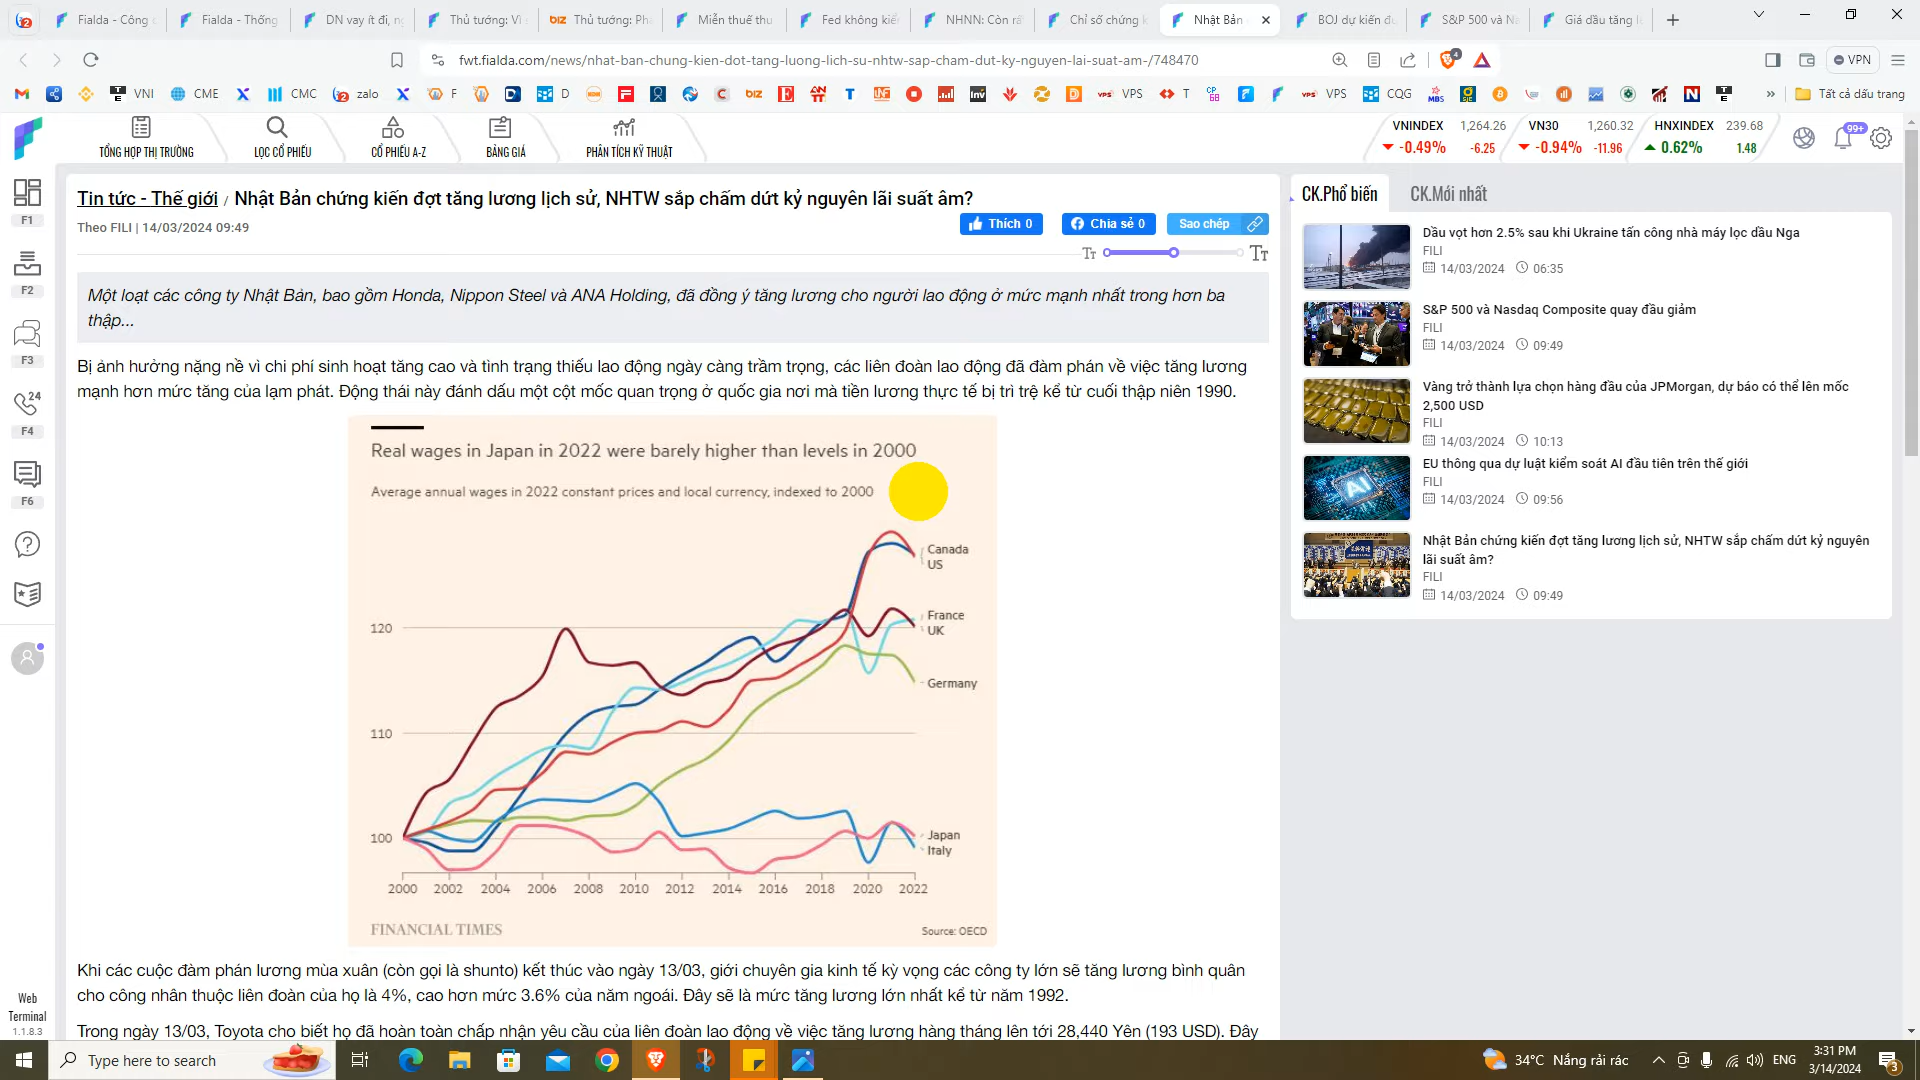 Fialda - Công c
Fialda - Thống
DN vay ít đi, n
Thủ tướng: Vì
BIZ Thủ tướng: Ph
Miễn thuế thu
Fed không kiế
NHNN: Còn rấ
Chỉ số chứng k
Nhật Bản
BOJ dự kiến đ
S&P 500 và Na
Giá dầu tăng l
fwt.fialda.com/news/nhat-ban-chung-kien-dot-tang-luong-lich-su-nhtw-sap-cham-dut-ky-nguyen-lai-suat-am-/748470
4
VPN
VNI
CME
CMC
zalo
F
D
VPS
T
VPS
CQG
Tất cả dấu trang
TỔNG HỢP THỊ TRƯỜNG
LỌC CỔ PHIẾU
CỔ PHIẾU A-Z
BẢNG GIÁ
PHÂN TÍCH KỸ THUẬT
VNINDEX 1,264.26
-0.49% -6.25
VN30 1,260.32
-0.94% -11.96
HNXINDEX 239.68
0.62% 1.48
99+
F1
F2
F3
24
F4
F6
Web
Terminal
1.1.8.3
Tin tức - Thế giới / Nhật Bản chứng kiến đợt tăng lương lịch sử, NHTW sắp chấm dứt kỷ nguyên lãi suất âm?
Theo FILI | 14/03/2024 09:49
Thích 0
Chia sẻ 0
Sao chép
Tт Tт
Một loạt các công ty Nhật Bản, bao gồm Honda, Nippon Steel và ANA Holding, đã đồng ý tăng lương cho người lao động ở mức mạnh nhất trong hơn ba
thập...
Bị ảnh hưởng nặng nề vì chi phí sinh hoạt tăng cao và tình trạng thiếu lao động ngày càng trầm trọng, các liên đoàn lao động đã đàm phán về việc tăng lương
mạnh hơn mức tăng của lạm phát. Động thái này đánh dấu một cột mốc quan trọng ở quốc gia nơi mà tiền lương thực tế bị trì trệ kể từ cuối thập niên 1990.
Real wages in Japan in 2022 were barely higher than levels in 2000
Average annual wages in 2022 constant prices and local currency, indexed to 2000
Canada
US
France
UK
Germany
Japan
Italy
120
110
100
2000 2002 2004 2006 2008 2010 2012 2014 2016 2018 2020 2022
FINANCIAL TIMES
Source: OECD
Khi các cuộc đàm phán lương mùa xuân (còn gọi là shunto) kết thúc vào ngày 13/03, giới chuyên gia kinh tế kỳ vọng các công ty lớn sẽ tăng lương bình quân
cho công nhân thuộc liên đoàn của họ là 4%, cao hơn mức 3.6% của năm ngoái. Đây sẽ là mức tăng lương lớn nhất kể từ năm 1992.
Trong ngày 13/03, Toyota cho biết họ đã hoàn toàn chấp nhận yêu cầu của liên đoàn lao động về việc tăng lương hàng tháng lên tới 28,440 Yên (193 USD). Đây
CK.Phổ biến
CK.Mới nhất
Dầu vọt hơn 2.5% sau khi Ukraine tấn công nhà máy lọc dầu Nga
FILI
14/03/2024 06:35
S&P 500 và Nasdaq Composite quay đầu giảm
FILI
14/03/2024 09:49
Vàng trở thành lựa chọn hàng đầu của JPMorgan, dự báo có thể lên mốc
2,500 USD
FILI
14/03/2024 10:13
EU thông qua dự luật kiểm soát AI đầu tiên trên thế giới
FILI
14/03/2024 09:56
AI
Nhật Bản chứng kiến đợt tăng lương lịch sử, NHTW sắp chấm dứt kỷ nguyên
lãi suất âm?
FILI
14/03/2024 09:49
Type here to search
34°C Nắng rải rác
ENG
3:31 PM
3/14/2024
3